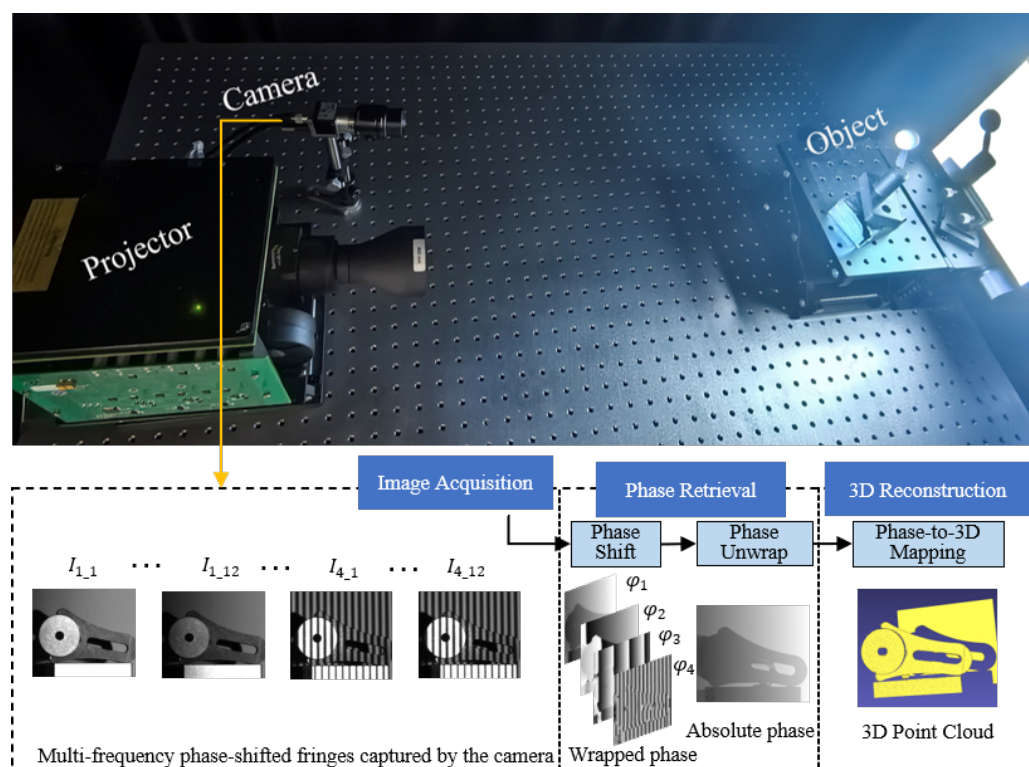 Camera
Object
Projector
Image Acquisition
Phase Retrieval
3D Reconstruction
Phase Shift
Phase Unwrap
Phase-to-3D Mapping
I1_1 ··· I1_12 ··· I4_1 ··· I4_12
φ1
φ2
φ3
φ4
Absolute phase
3D Point Cloud
Multi-frequency phase-shifted fringes captured by the camera
Wrapped phase